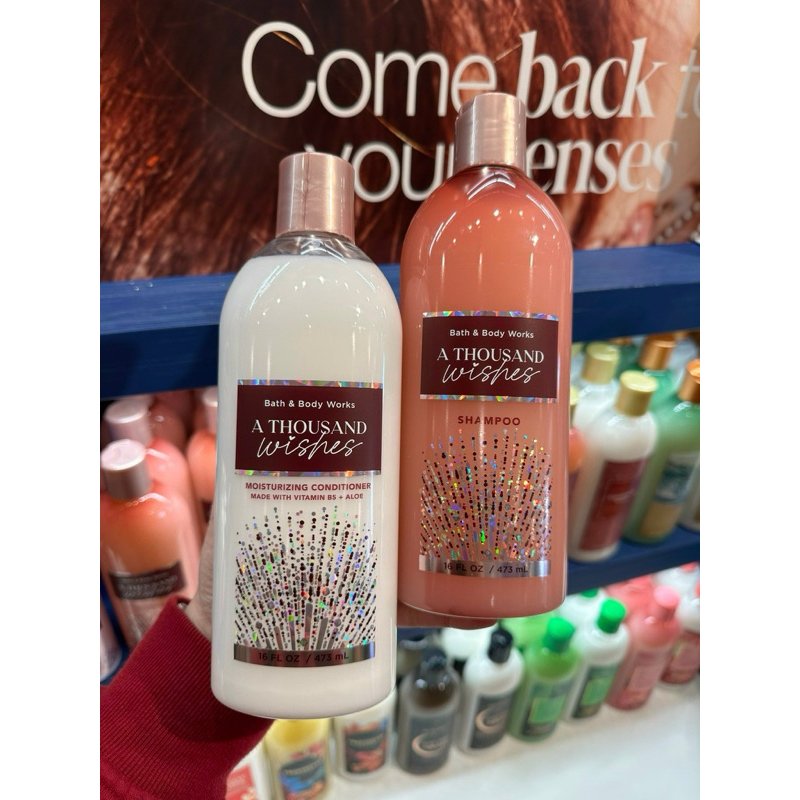 Come back to
your senses
Bath & Body Works
A THOUSAND
wishes
MOISTURIZING CONDITIONER
MADE WITH VITAMIN B5 + ALOE
16 FL OZ / 473 mL
Bath & Body Works
A THOUSAND
wishes
SHAMPOO
16 FL OZ / 473 mL
A THOUSAND